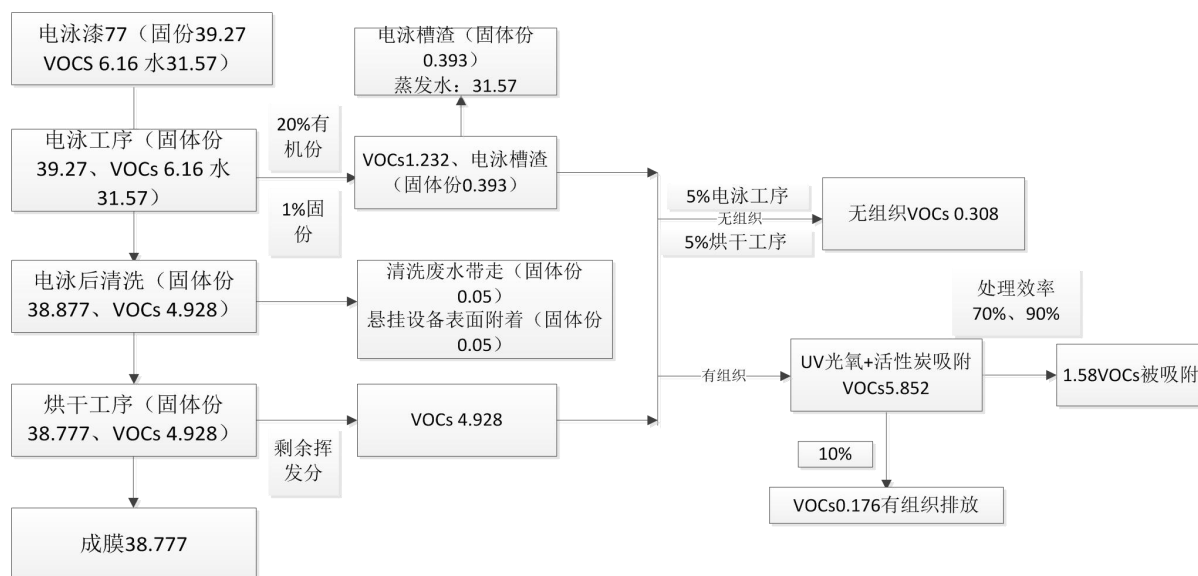 电泳漆77（固份39.27
VOCS 6.16 水31.57）
电泳槽渣（固体份
0.393）
蒸发水：31.57
电泳工序（固体份
39.27、VOCs 6.16 水
31.57）
20%有
机份
1%固
份
VOCs1.232、电泳槽渣
（固体份0.393）
5%电泳工序
无组织
5%烘干工序
无组织VOCs 0.308
电泳后清洗（固体份
38.877、VOCs 4.928）
清洗废水带走（固体份
0.05）
悬挂设备表面附着（固体份
0.05）
处理效率
70%、90%
有组织
UV光氧+活性炭吸附
VOCs5.852
1.58VOCs被吸附
烘干工序（固体份
38.777、VOCs 4.928）
剩余挥
发分
VOCs 4.928
10%
VOCs0.176有组织排放
成膜38.777